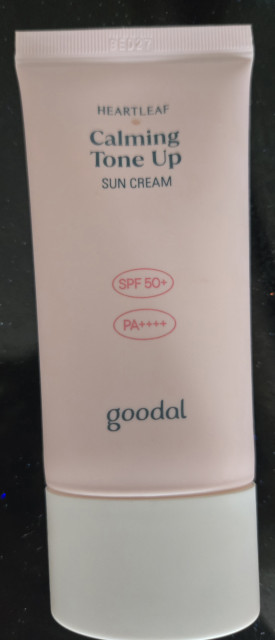 HEARTLEAF
Calming
Tone Up
SUN CREAM
SPF 50+
PA++++
goodal